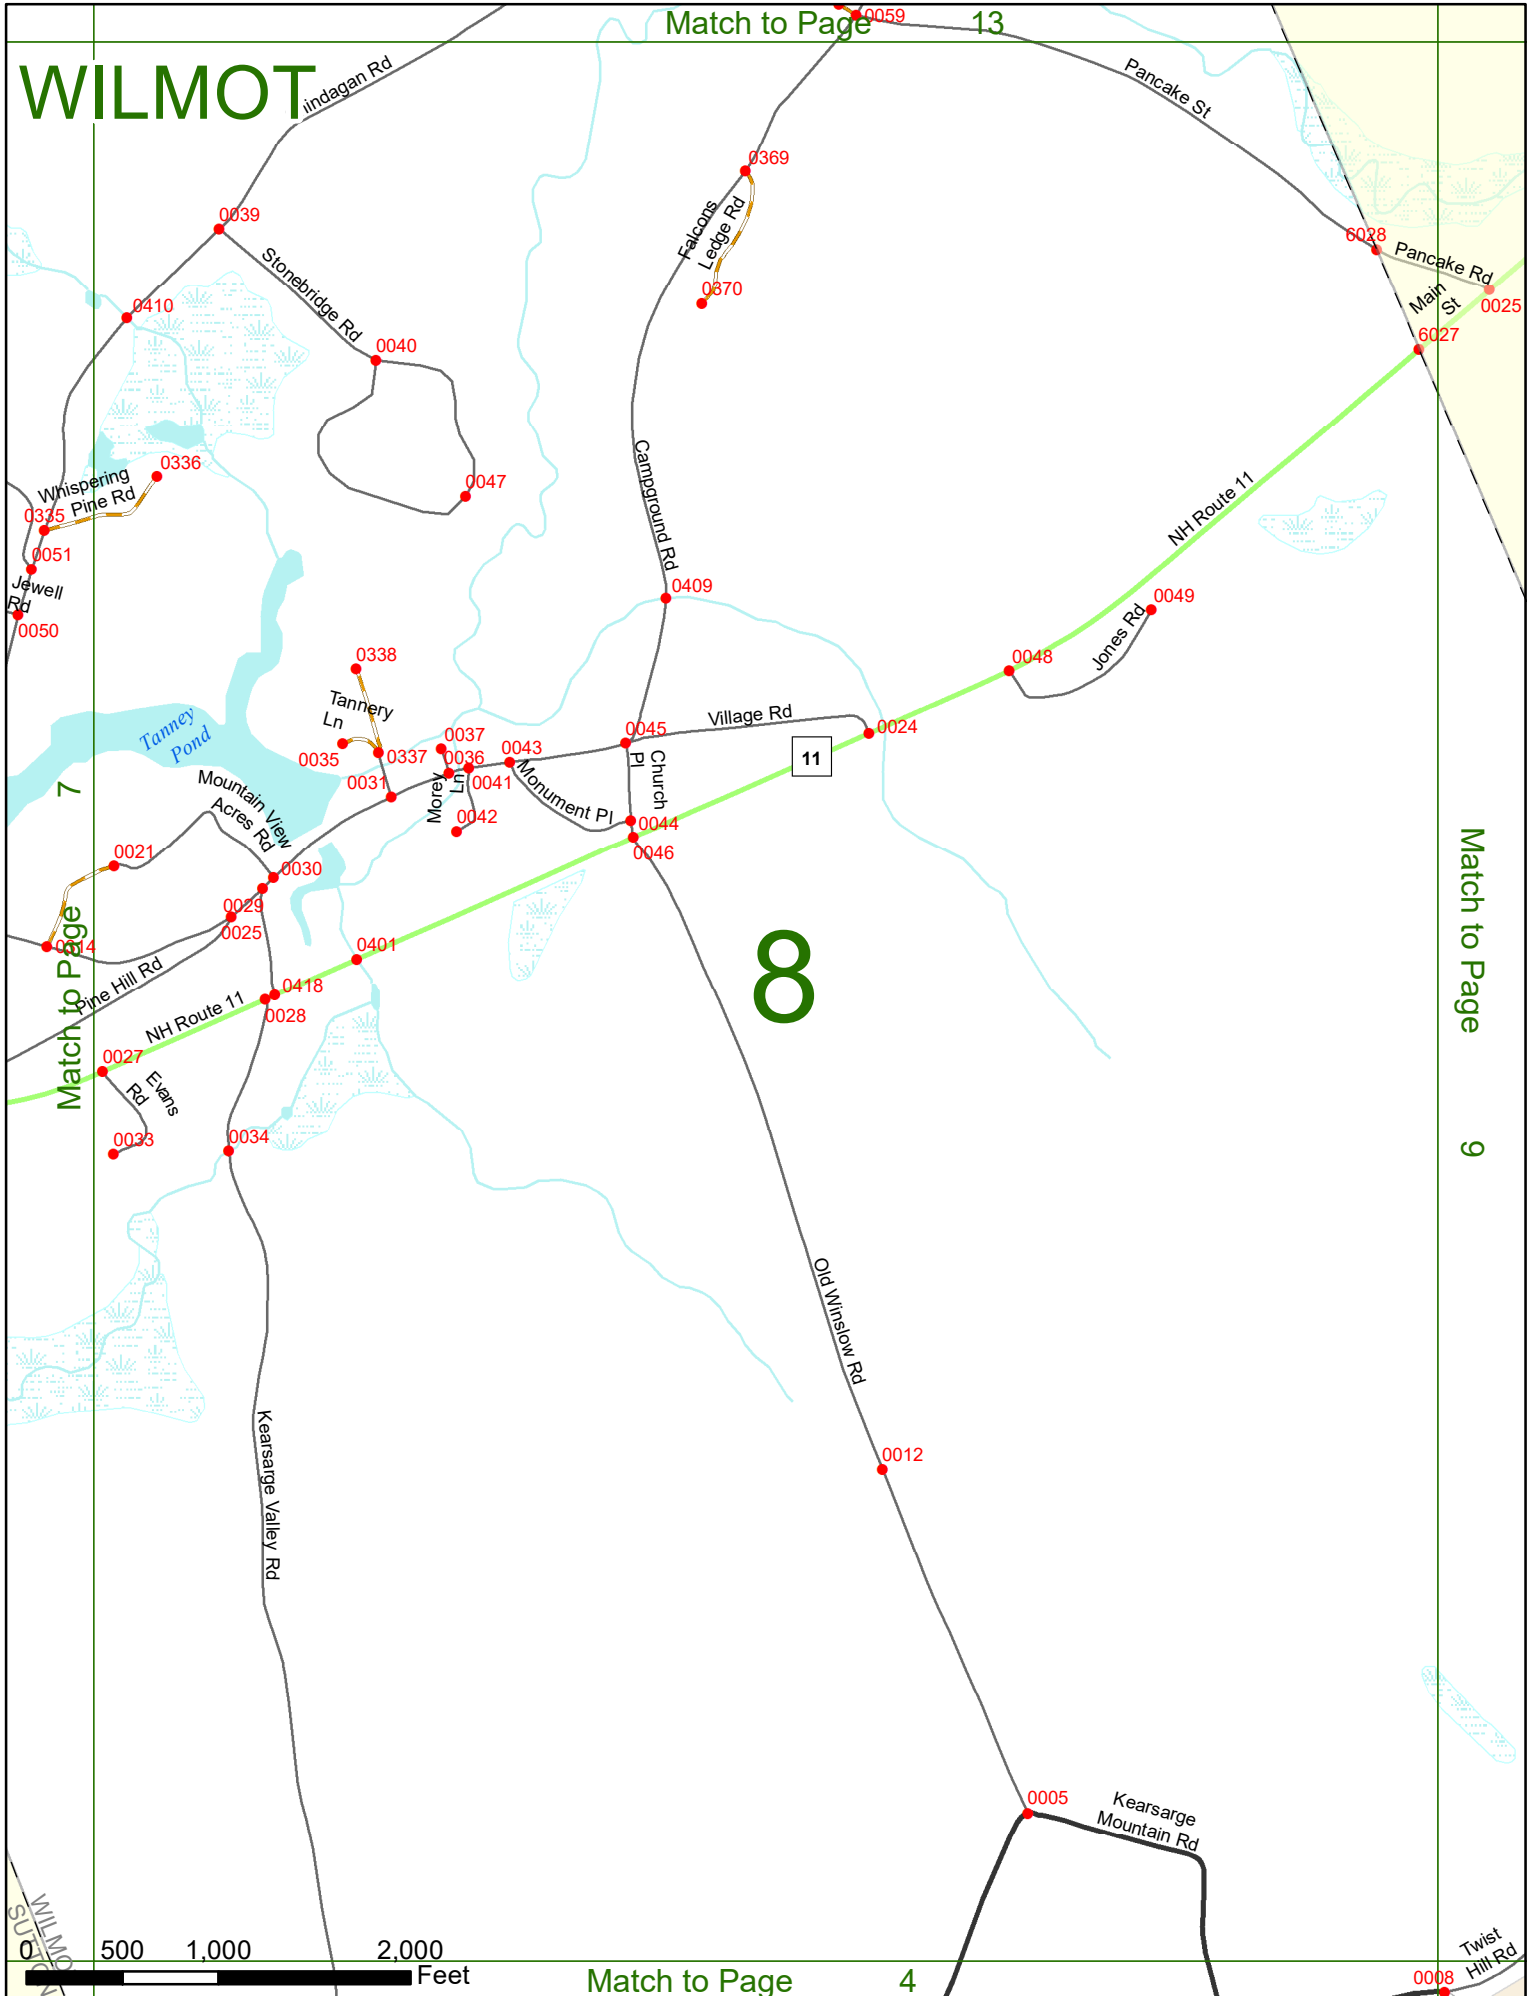 Match to Page 13
WILMOT
indagan Rd
0059
Pancake St
0369
Falcons
Ledge Rd
0370
0039
Stonebridge Rd
0410
0040
6028
Pancake Rd
Main
St
0025
6027
0336
Whispering
Pine Rd
0335
0047
0051
Jewell
Rd
0050
Campground Rd
0409
NH Route 11
0049
Jones Rd
0048
0338
Tannery
Ln
0035
0337
0031
Tanney
Pond
0037
0036
Morey
Ln
0041
0042
0043
Monument Pl
0045
Church
Pl
Village Rd
0024
11
0044
0046
Mountain View
Acres Rd
0021
0030
0029
0025
0314
Pine Hill Rd
0401
0418
0028
NH Route 11
0027
Evans
Rd
0033
0034
Match to Page 7
8
Match to Page 9
Old Winslow Rd
0012
Kearsarge Valley Rd
0005
Kearsarge
Mountain Rd
Twist
Hill Rd
0008
WILMO
SUTTON
0 500 1,000 2,000
Feet
Match to Page 4